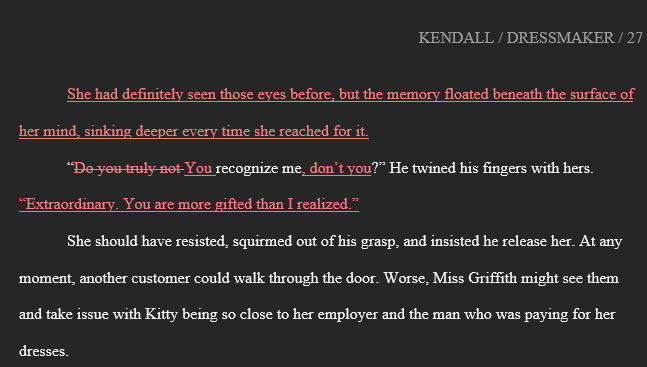 KENDALL / DRESSMAKER / 27
She had definitely seen those eyes before, but the memory floated beneath the surface of
her mind, sinking deeper every time she reached for it.
“Do you truly not You recognize me, don’t you?” He twined his fingers with hers.
“Extraordinary. You are more gifted than I realized.”
She should have resisted, squirmed out of his grasp, and insisted he release her. At any
moment, another customer could walk through the door. Worse, Miss Griffith might see them
and take issue with Kitty being so close to her employer and the man who was paying for her
dresses.